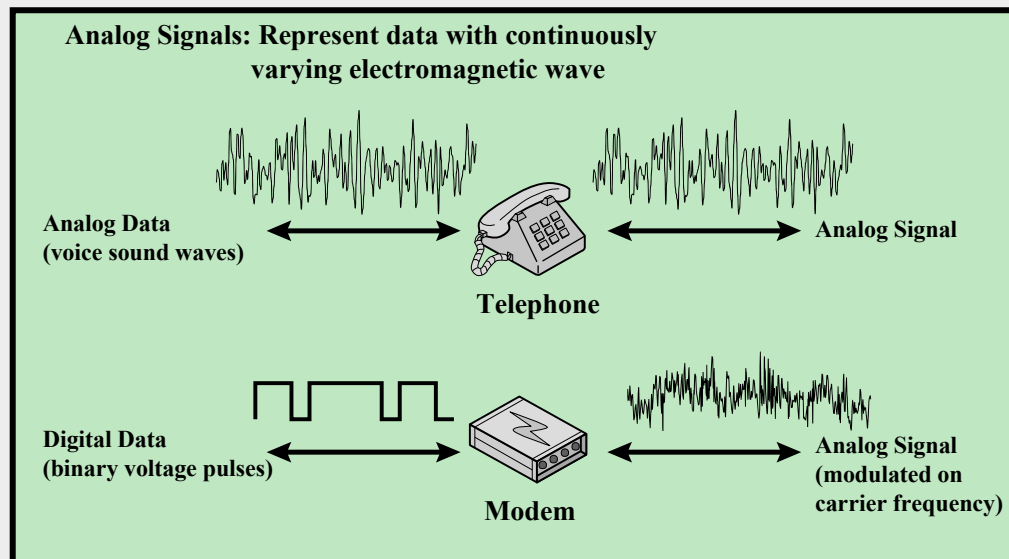 Analog Signals: Represent data with continuously
varying electromagnetic wave
Analog Data
(voice sound waves)
Analog Signal
Telephone
Digital Data
(binary voltage pulses)
Analog Signal
(modulated on
carrier frequency)
Modem